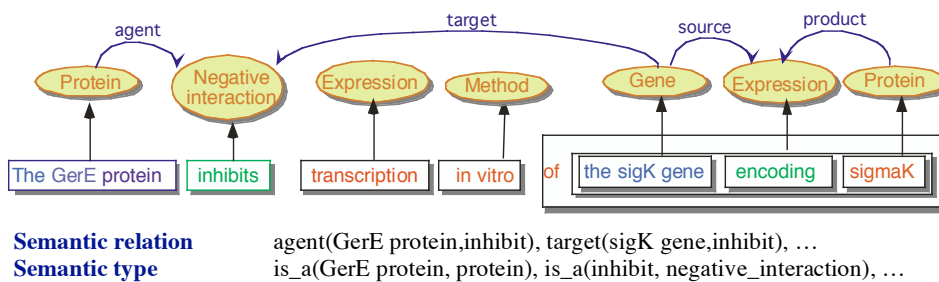 target
agent
source
product
Protein
Negative interaction
Expression
Method
Gene
Expression
Protein
The GerE protein inhibits transcription in vitro of the sigK gene encoding sigmaK
Semantic relation agent(GerE protein,inhibit), target(sigK gene,inhibit), …
Semantic type is_a(GerE protein, protein), is_a(inhibit, negative_interaction), …